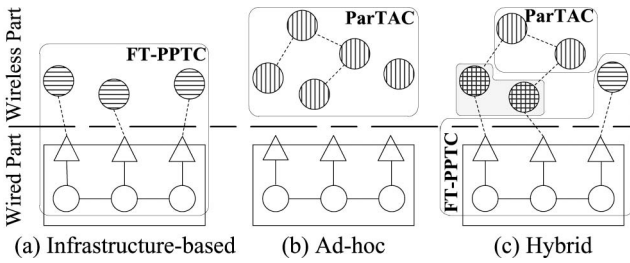 Wireless Part
Wired Part
FT-PPTC
ParTAC
ParTAC
FT-PPTC
(a) Infrastructure-based
(b) Ad-hoc
(c) Hybrid